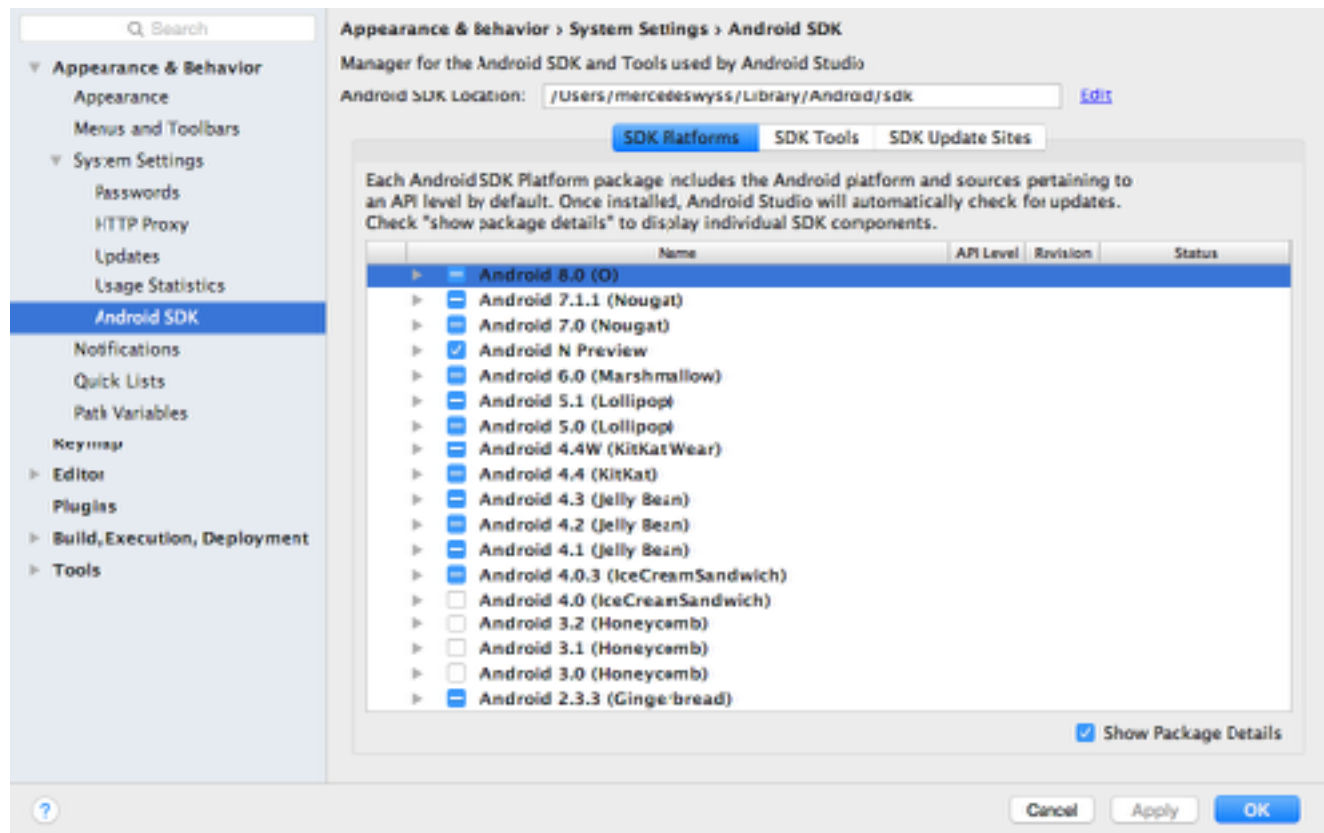 Search
Appearance & Behavior
Appearance
Menus and Toolbars
System Settings
Passwords
HTTP Proxy
Updates
Usage Statistics
Android SDK
Notifications
Quick Lists
Path Variables
Keymap
Editor
Plugins
Build, Execution, Deployment
Tools
Appearance & Behavior › System Settings › Android SDK
Manager for the Android SDK and Tools used by Android Studio
Android SDK Location: /Users/mercedeswyss/Library/Android/sdk Edit
SDK Platforms SDK Tools SDK Update Sites
Each Android SDK Platform package includes the Android platform and sources pertaining to
an API level by default. Once installed, Android Studio will automatically check for updates.
Check "show package details" to display individual SDK components.
Name API Level Revision Status
Android 8.0 (O)
Android 7.1.1 (Nougat)
Android 7.0 (Nougat)
Android N Preview
Android 6.0 (Marshmallow)
Android 5.1 (Lollipop)
Android 5.0 (Lollipop)
Android 4.4W (KitKat Wear)
Android 4.4 (KitKat)
Android 4.3 (Jelly Bean)
Android 4.2 (Jelly Bean)
Android 4.1 (Jelly Bean)
Android 4.0.3 (IceCreamSandwich)
Android 4.0 (IceCreamSandwich)
Android 3.2 (Honeycomb)
Android 3.1 (Honeycomb)
Android 3.0 (Honeycomb)
Android 2.3.3 (Gingerbread)
Show Package Details
? Cancel Apply OK